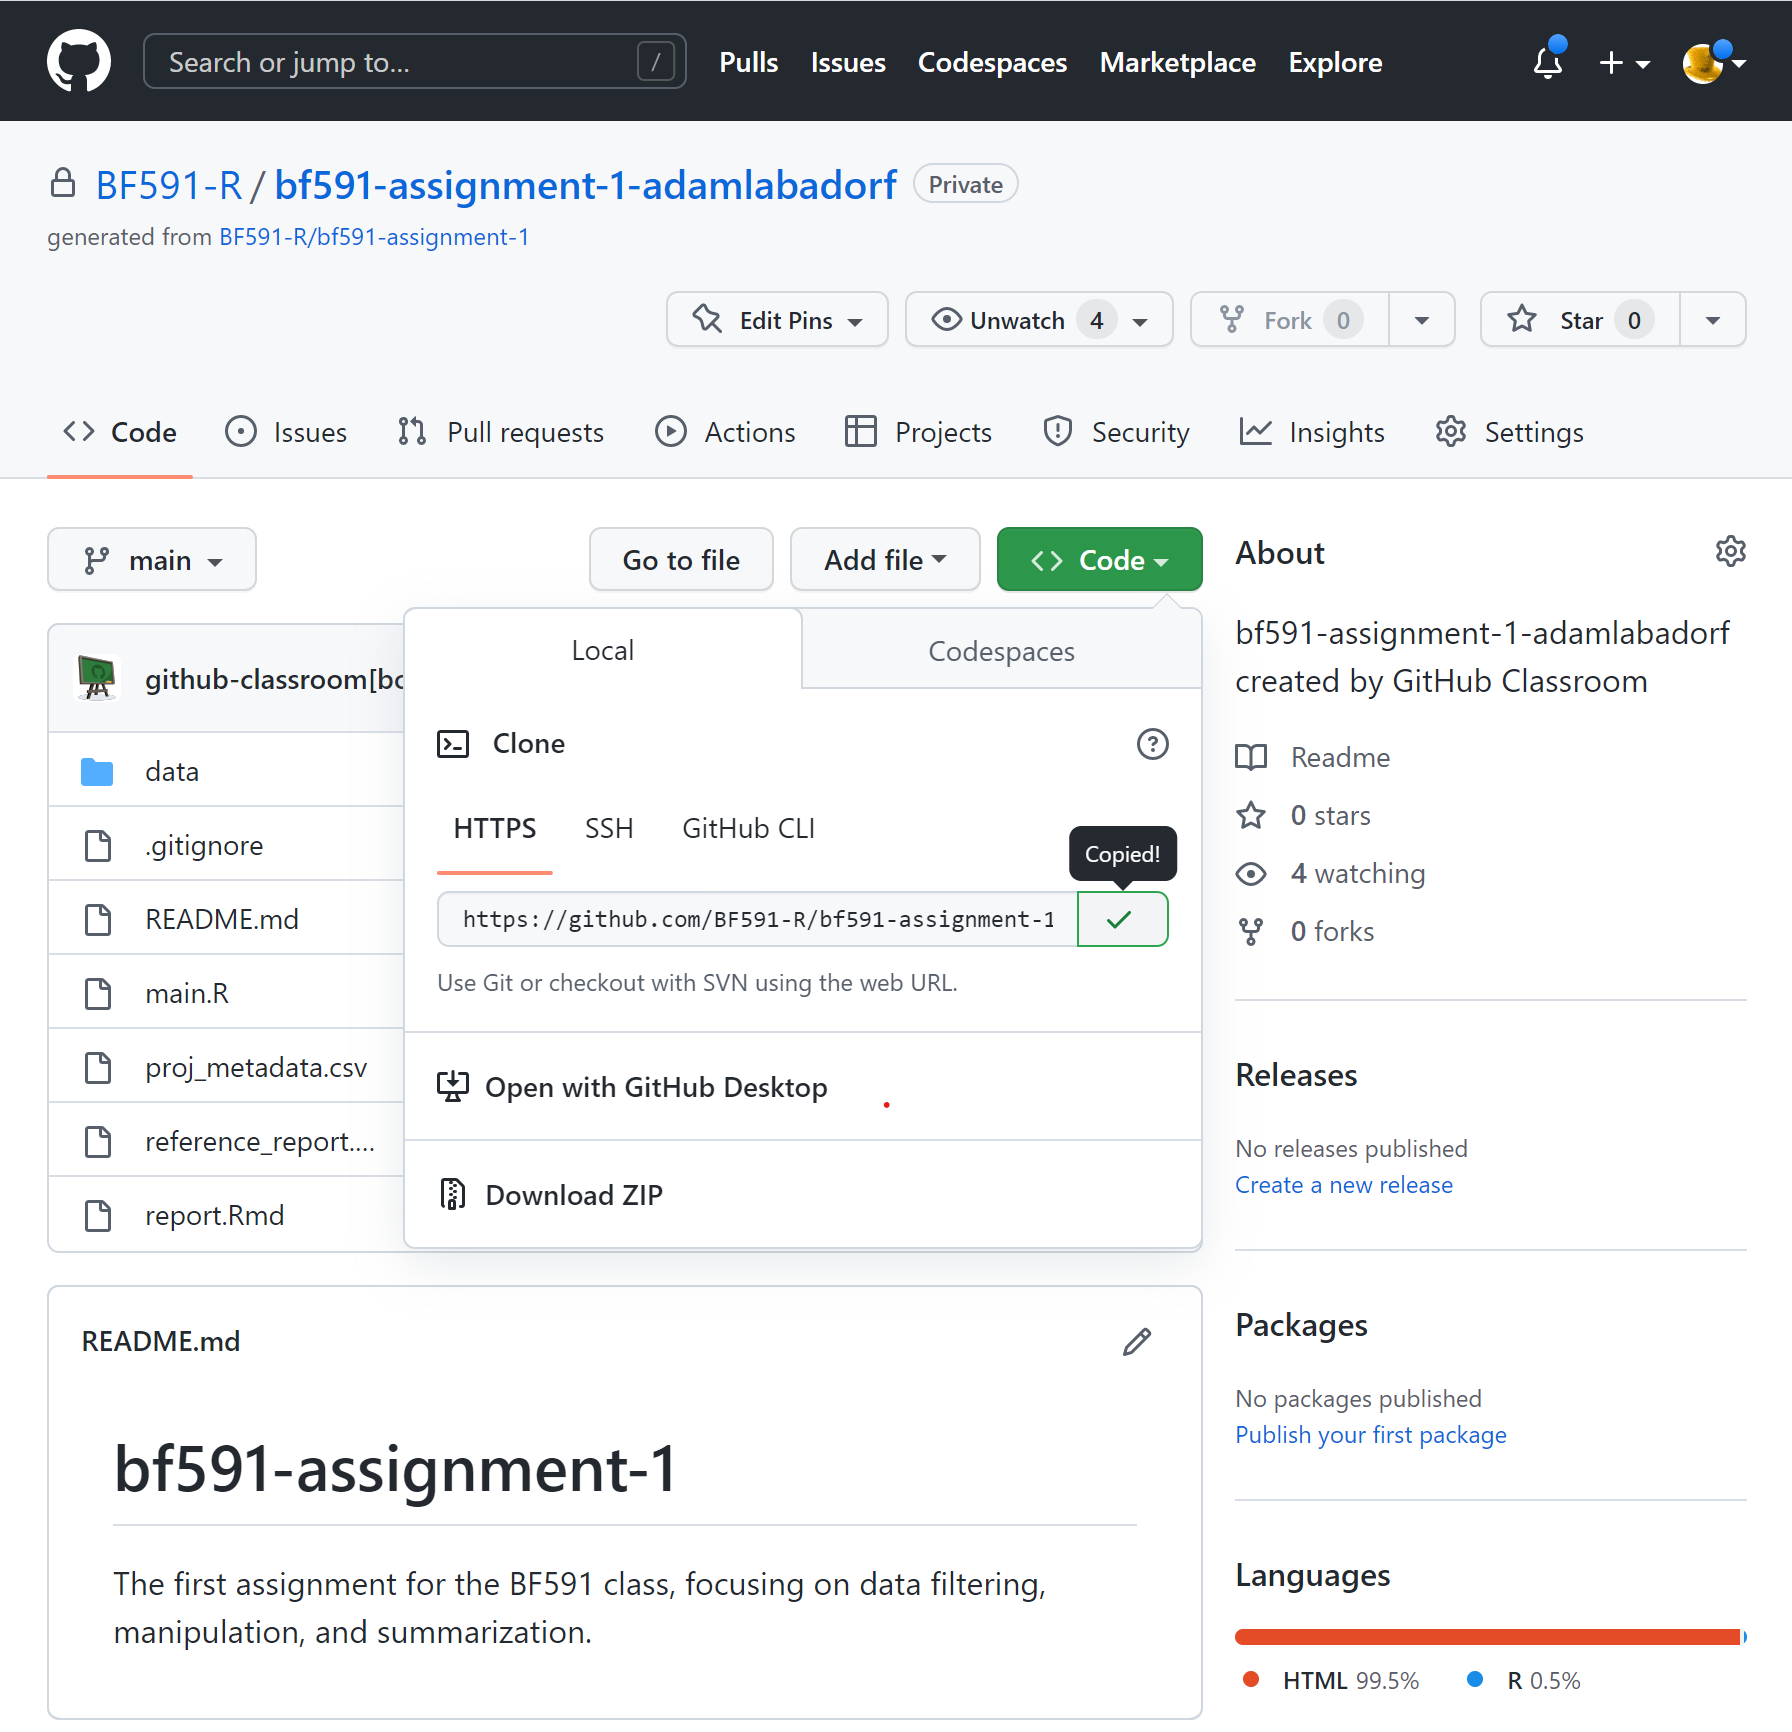 Search or jump to...
/
Pulls
Issues
Codespaces
Marketplace
Explore
BF591-R / bf591-assignment-1-adamlabadorf
Private
generated from BF591-R/bf591-assignment-1
Edit Pins
Unwatch 4
Fork 0
Star 0
Code
Issues
Pull requests
Actions
Projects
Security
Insights
Settings
main
Go to file
Add file
Code
Local
Codespaces
github-classroom[bo
data
.gitignore
README.md
main.R
proj_metadata.csv
reference_report....
report.Rmd
Clone
HTTPS
SSH
GitHub CLI
Copied!
https://github.com/BF591-R/bf591-assignment-1
Use Git or checkout with SVN using the web URL.
Open with GitHub Desktop
Download ZIP
README.md
bf591-assignment-1
The first assignment for the BF591 class, focusing on data filtering,
manipulation, and summarization.
About
bf591-assignment-1-adamlabadorf
created by GitHub Classroom
Readme
0 stars
4 watching
0 forks
Releases
No releases published
Create a new release
Packages
No packages published
Publish your first package
Languages
HTML 99.5%
R 0.5%